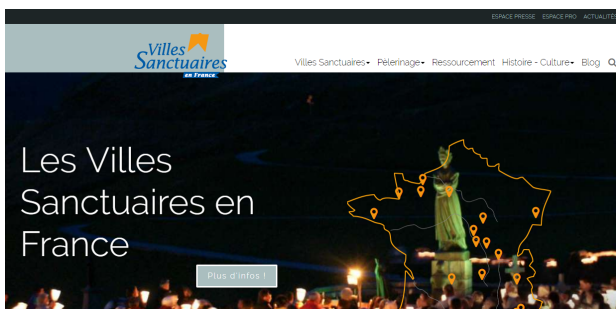 ESPACE PRESSE ESPACE PRO ACTUALITÉS
Villes
Sanctuaires
en France
Villes Sanctuaires Pèlerinage Ressourcement Histoire - Culture Blog
Les Villes
Sanctuaires en
France
Plus d'infos !